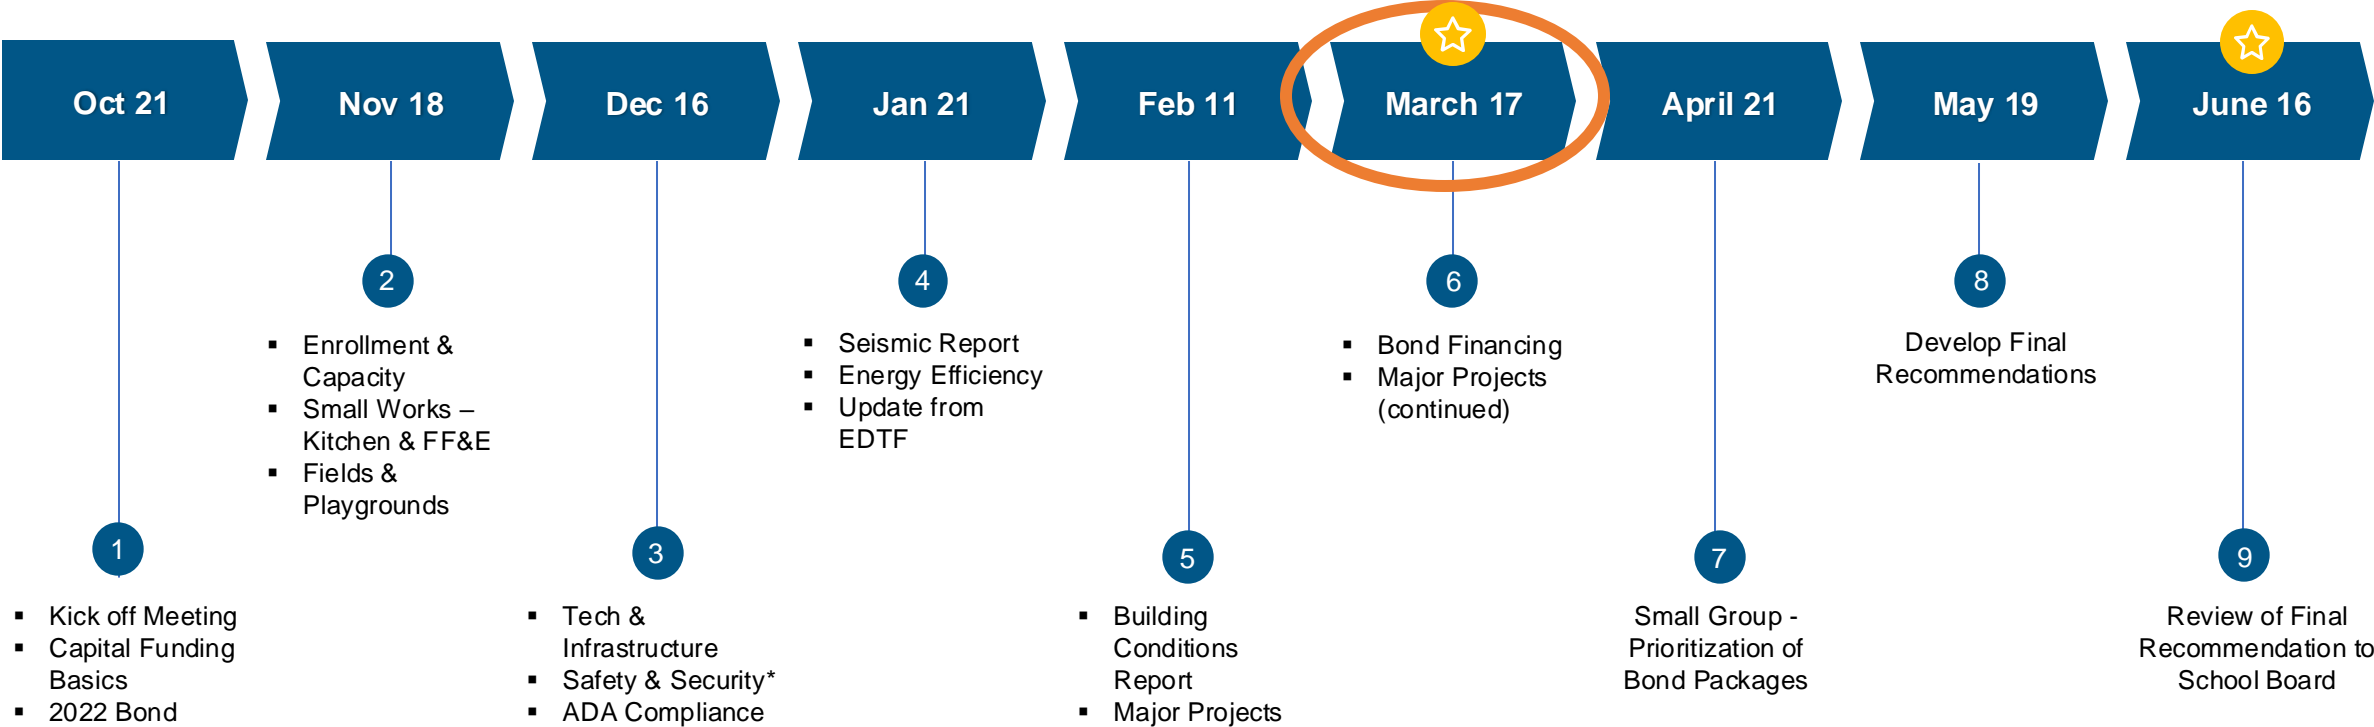 Oct 21
Nov 18
Dec 16
Jan 21
Feb 11
March 17
April 21
May 19
June 16
1
▪ Kick off Meeting
▪ Capital Funding
Basics
▪ 2022 Bond
2
▪ Enrollment &
Capacity
▪ Small Works –
Kitchen & FF&E
▪ Fields &
Playgrounds
3
▪ Tech &
Infrastructure
▪ Safety & Security*
▪ ADA Compliance
4
▪ Seismic Report
▪ Energy Efficiency
▪ Update from
EDTF
5
▪ Building
Conditions
Report
▪ Major Projects
6
▪ Bond Financing
▪ Major Projects
(continued)
7
Small Group -
Prioritization of
Bond Packages
8
Develop Final
Recommendations
9
Review of Final
Recommendation to
School Board